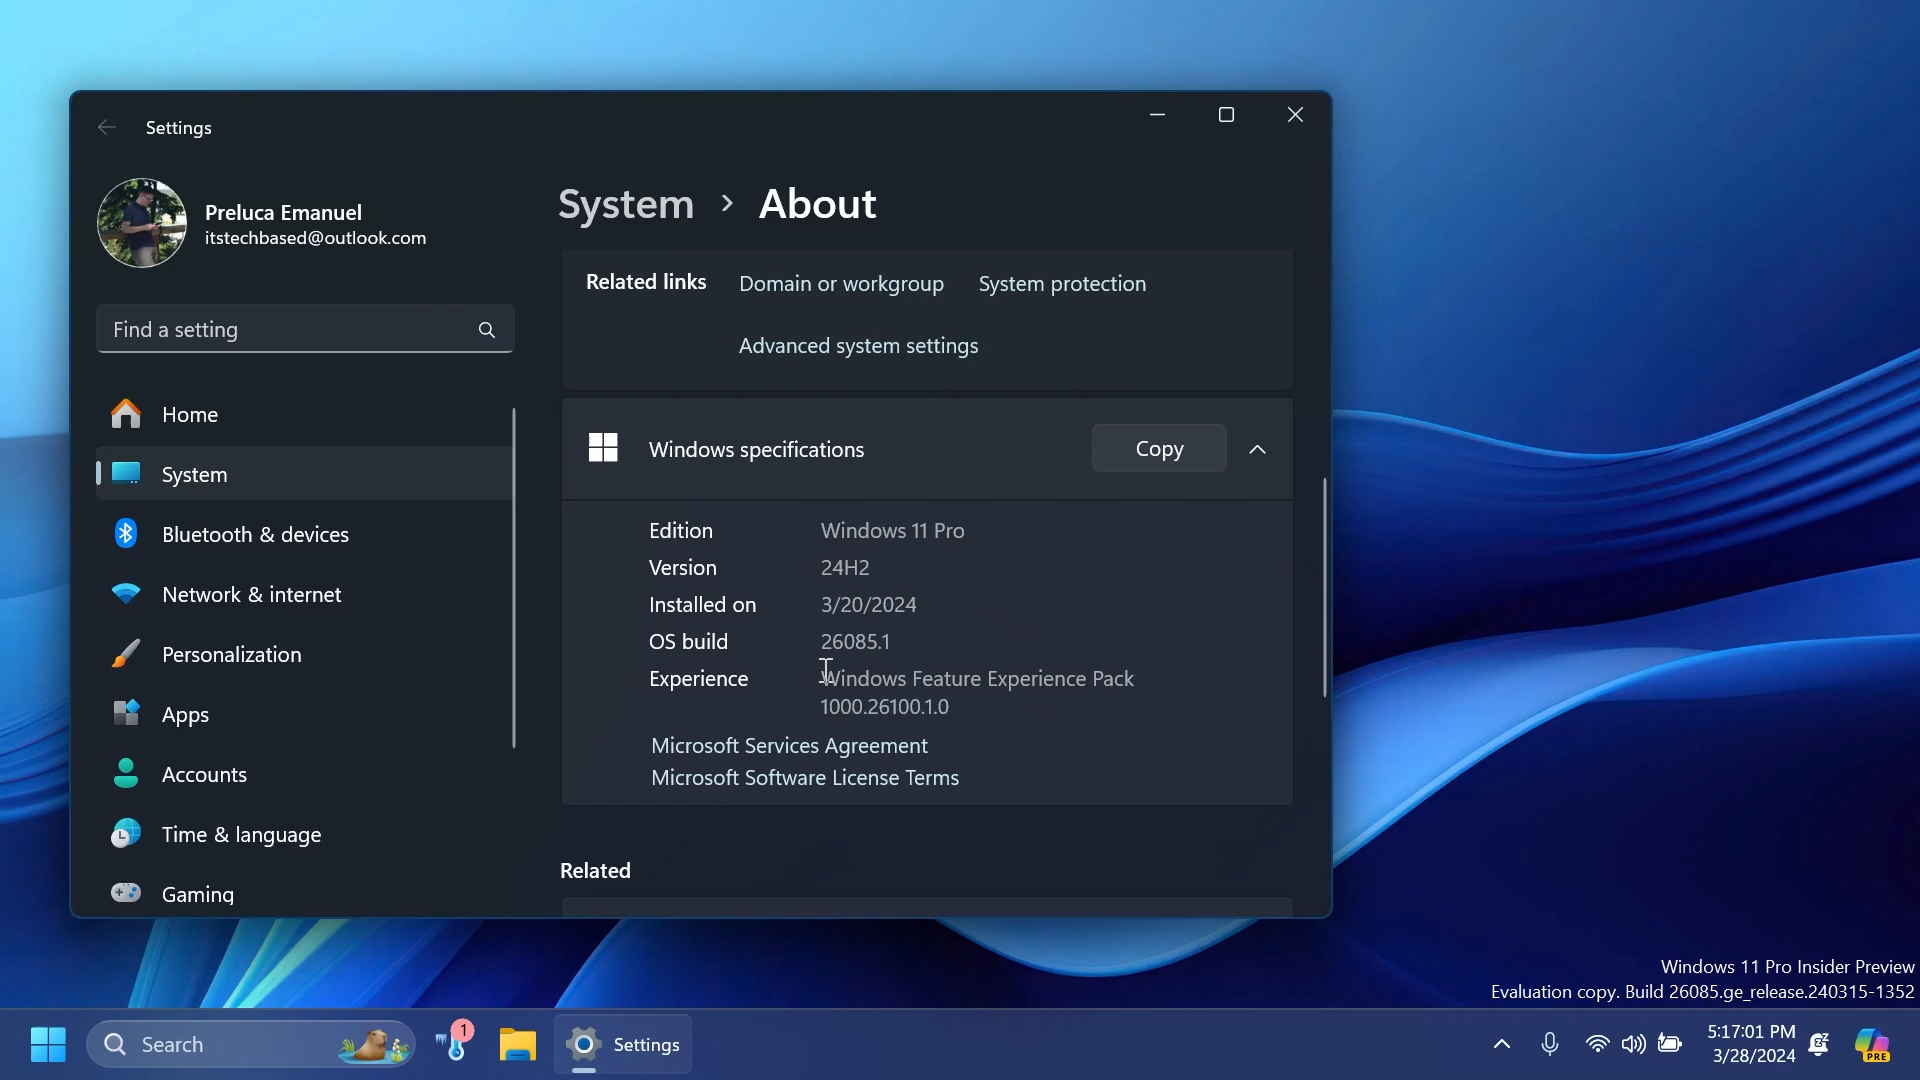 Settings
Preluca Emanuel
itstechbased@outlook.com
Find a setting
Home
System
Bluetooth & devices
Network & internet
Personalization
Apps
Accounts
Time & language
Gaming
System > About
Related links Domain or workgroup System protection
Advanced system settings
Windows specifications Copy
Edition Windows 11 Pro
Version 24H2
Installed on 3/20/2024
OS build 26085.1
Experience Windows Feature Experience Pack
1000.26100.1.0
Microsoft Services Agreement
Microsoft Software License Terms
Related
Windows 11 Pro Insider Preview
Evaluation copy. Build 26085.ge_release.240315-1352
Search
1
Settings
5:17:01 PM
3/28/2024
PRE